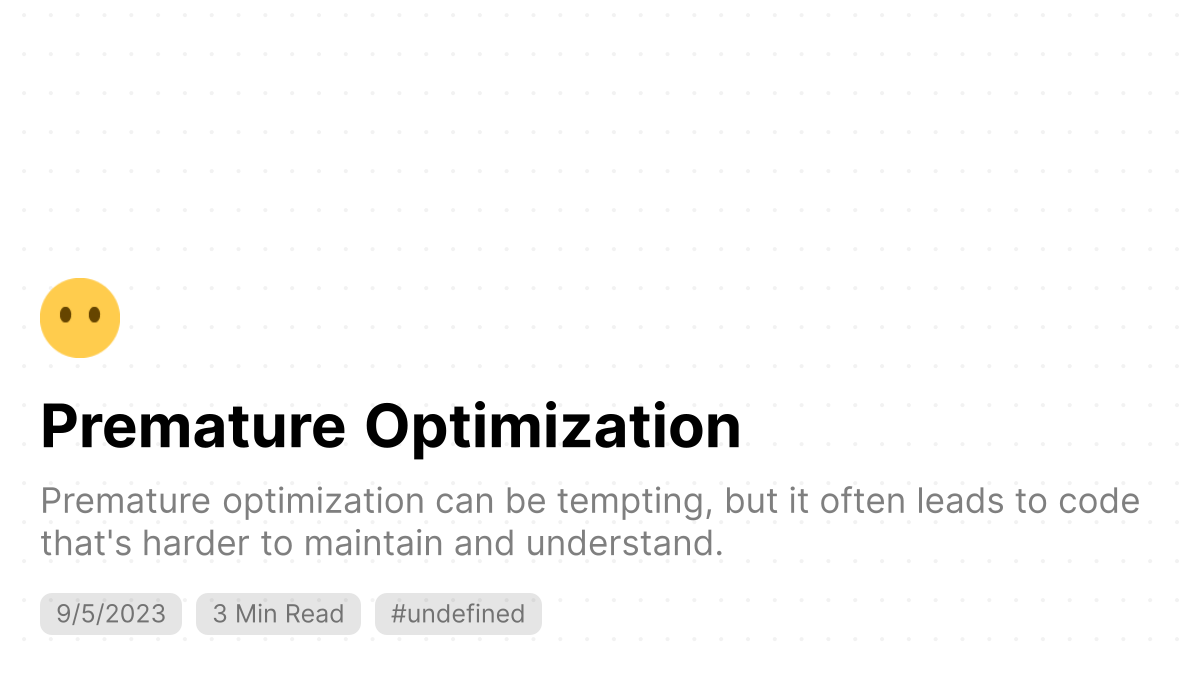 Premature Optimization
Premature optimization can be tempting, but it often leads to code
that's harder to maintain and understand.
9/5/2023 3 Min Read #undefined